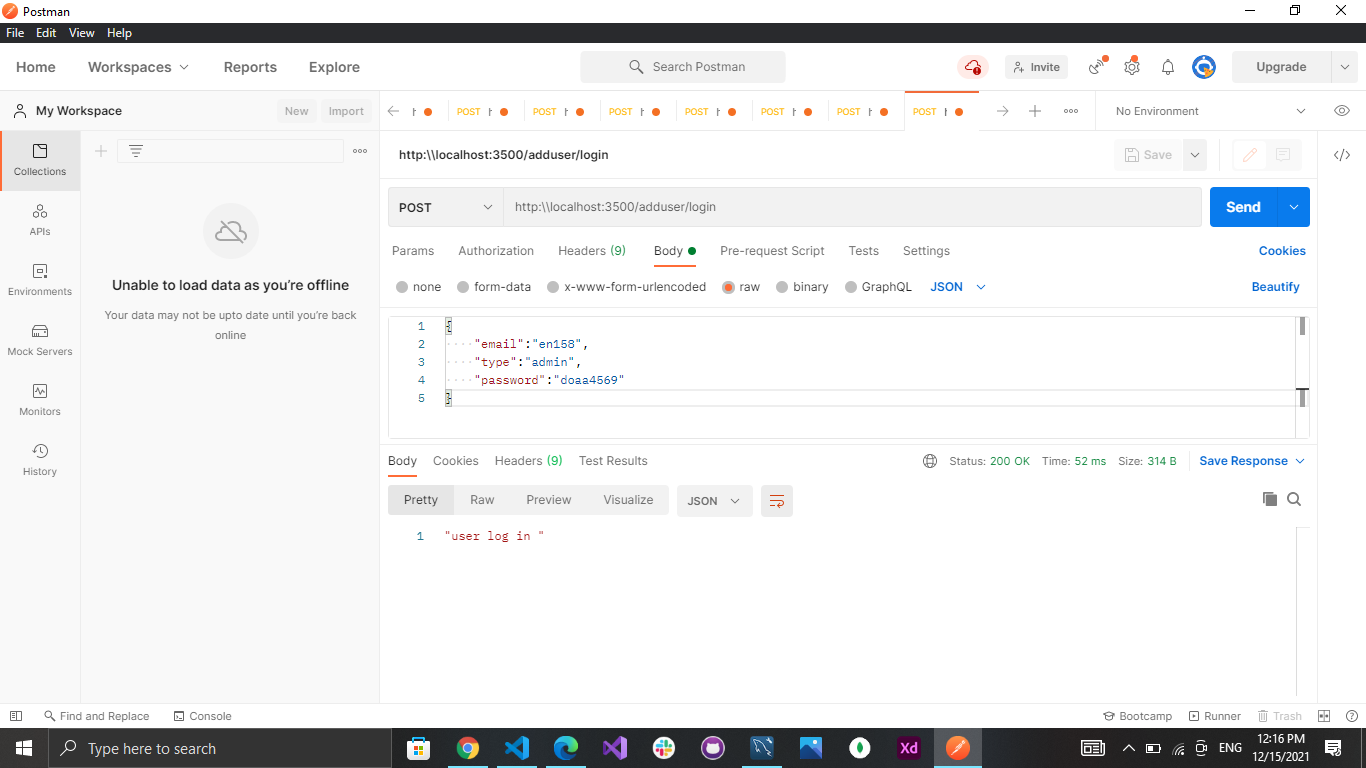 Postman
File Edit View Help
Home Workspaces Reports Explore Search Postman Invite Upgrade
My Workspace New Import
POST POST POST POST POST POST POST No Environment
http:\\localhost:3500/adduser/login Save
POST http:\\localhost:3500/adduser/login Send
Params Authorization Headers (9) Body Pre-request Script Tests Settings Cookies
none form-data x-www-form-urlencoded raw binary GraphQL JSON Beautify
1 {
2 "email":"en158",
3 "type":"admin",
4 "password":"doaa4569"
5 }
Collections
APIs
Environments
Mock Servers
Monitors
History
Unable to load data as you're offline
Your data may not be upto date until you're back
online
Body Cookies Headers (9) Test Results Status: 200 OK Time: 52 ms Size: 314 B Save Response
Pretty Raw Preview Visualize JSON
1 "user log in "
Find and Replace Console Bootcamp Runner Trash
Type here to search Xd ENG 12:16 PM
12/15/2021